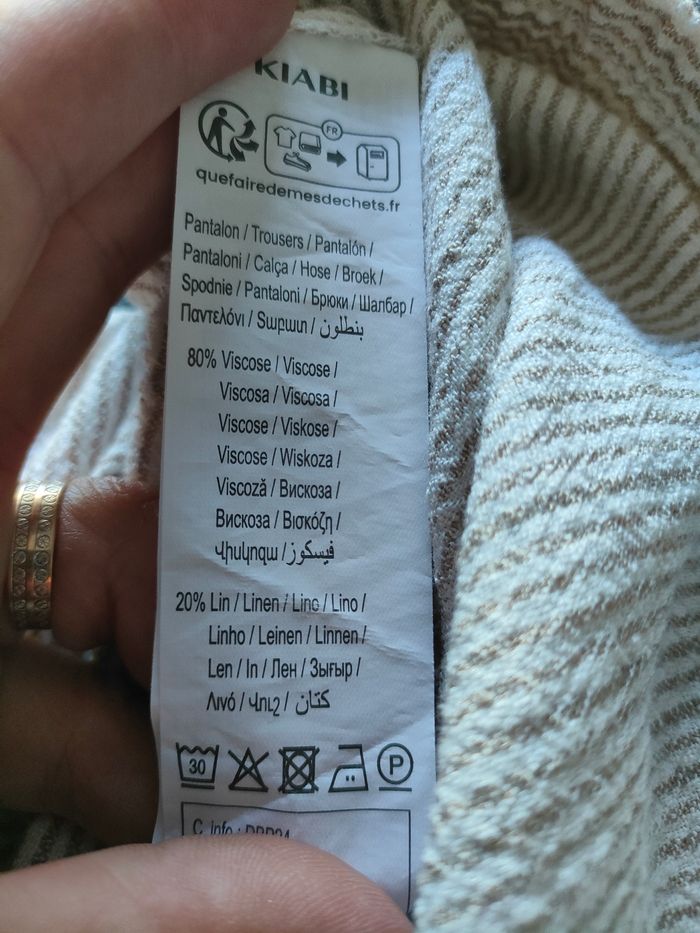 KIABI
FR
quefairedemesdechets.fr
Pantalon / Trousers / Pantalón /
Pantaloni / Calça / Hose / Broek /
Spodnie / Pantaloni / Брюки / Шалбар /
Παντελόνι / Տաբատ / بنطلون
80% Viscose / Viscose /
Viscosa / Viscosa /
Viscose / Viskose /
Viscose / Wiskoza /
Viscoză / Вискоза /
Вискоза / Βισκόζη /
Վիսկոզա / فيسكوز
20% Lin / Linen / Lino / Lino /
Linho / Leinen / Linnen /
Len / In / Лен / Зығыр /
Λινό / Վուշ / كتان
30 P
C. info :